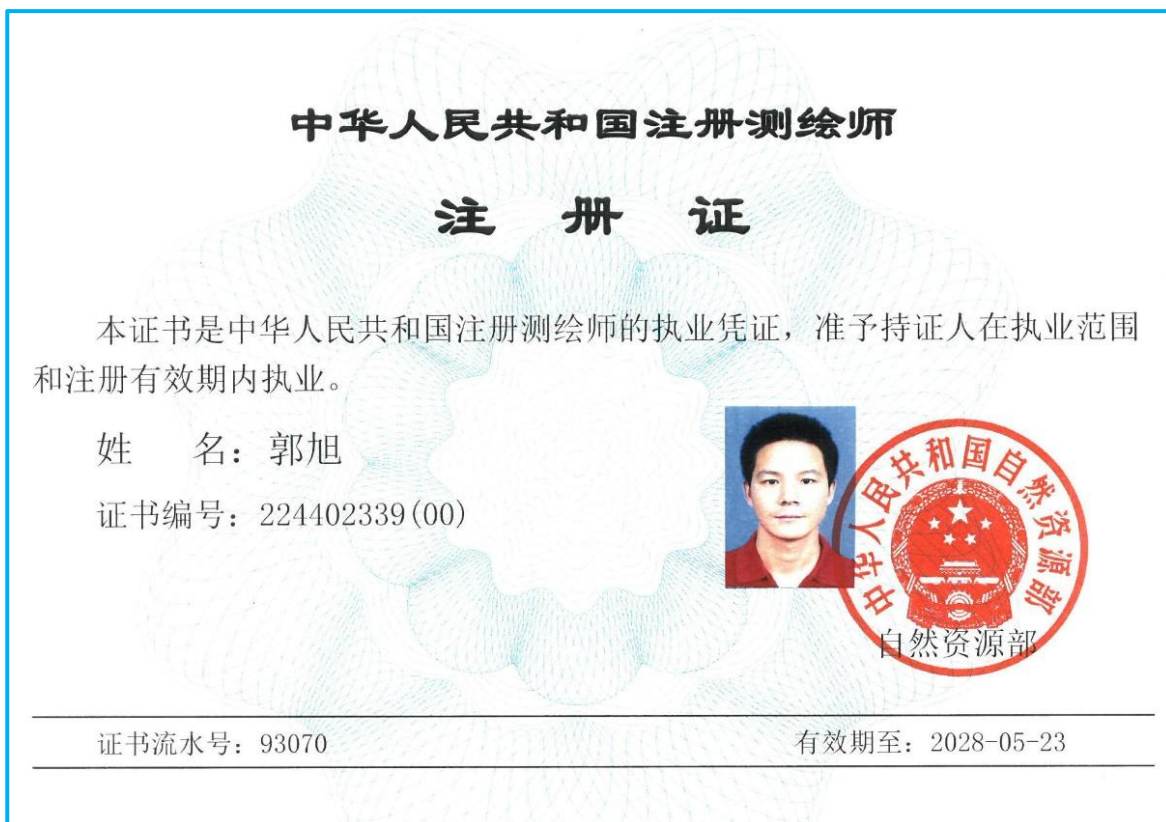 中华人民共和国注册测绘师
注 册 证
本证书是中华人民共和国注册测绘师的执业凭证，准予持证人在执业范围
和注册有效期内执业。
姓 名：郭旭
证书编号：224402339(00)
中华人民共和国自然资源部
自然资源部
证书流水号：93070 有效期至：2028-05-23